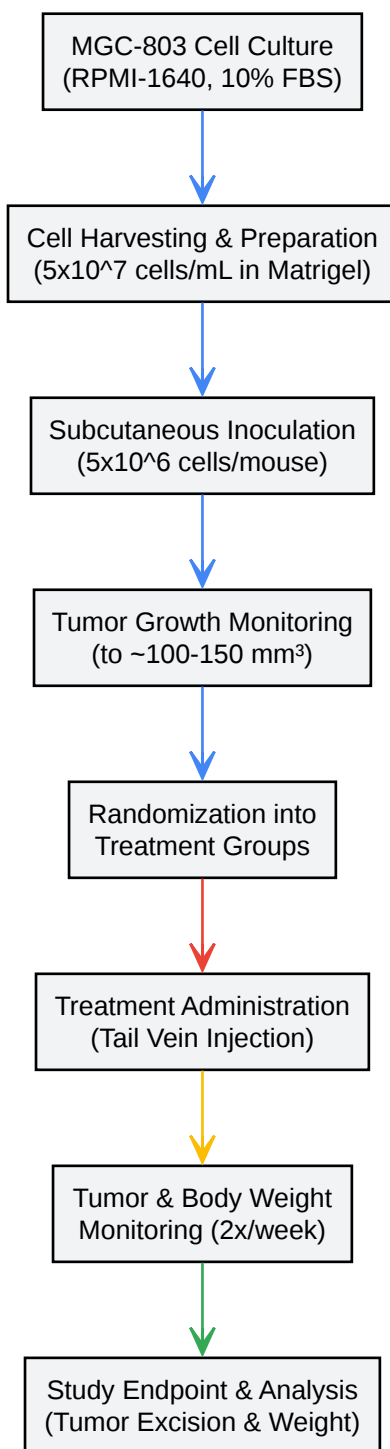 MGC-803 Cell Culture
(RPMI-1640, 10% FBS)
Cell Harvesting & Preparation
(5x10^7 cells/mL in Matrigel)
Subcutaneous Inoculation
(5x10^6 cells/mouse)
Tumor Growth Monitoring
(to ~100-150 mm³)
Randomization into
Treatment Groups
Treatment Administration
(Tail Vein Injection)
Tumor & Body Weight
Monitoring (2x/week)
Study Endpoint & Analysis
(Tumor Excision & Weight)